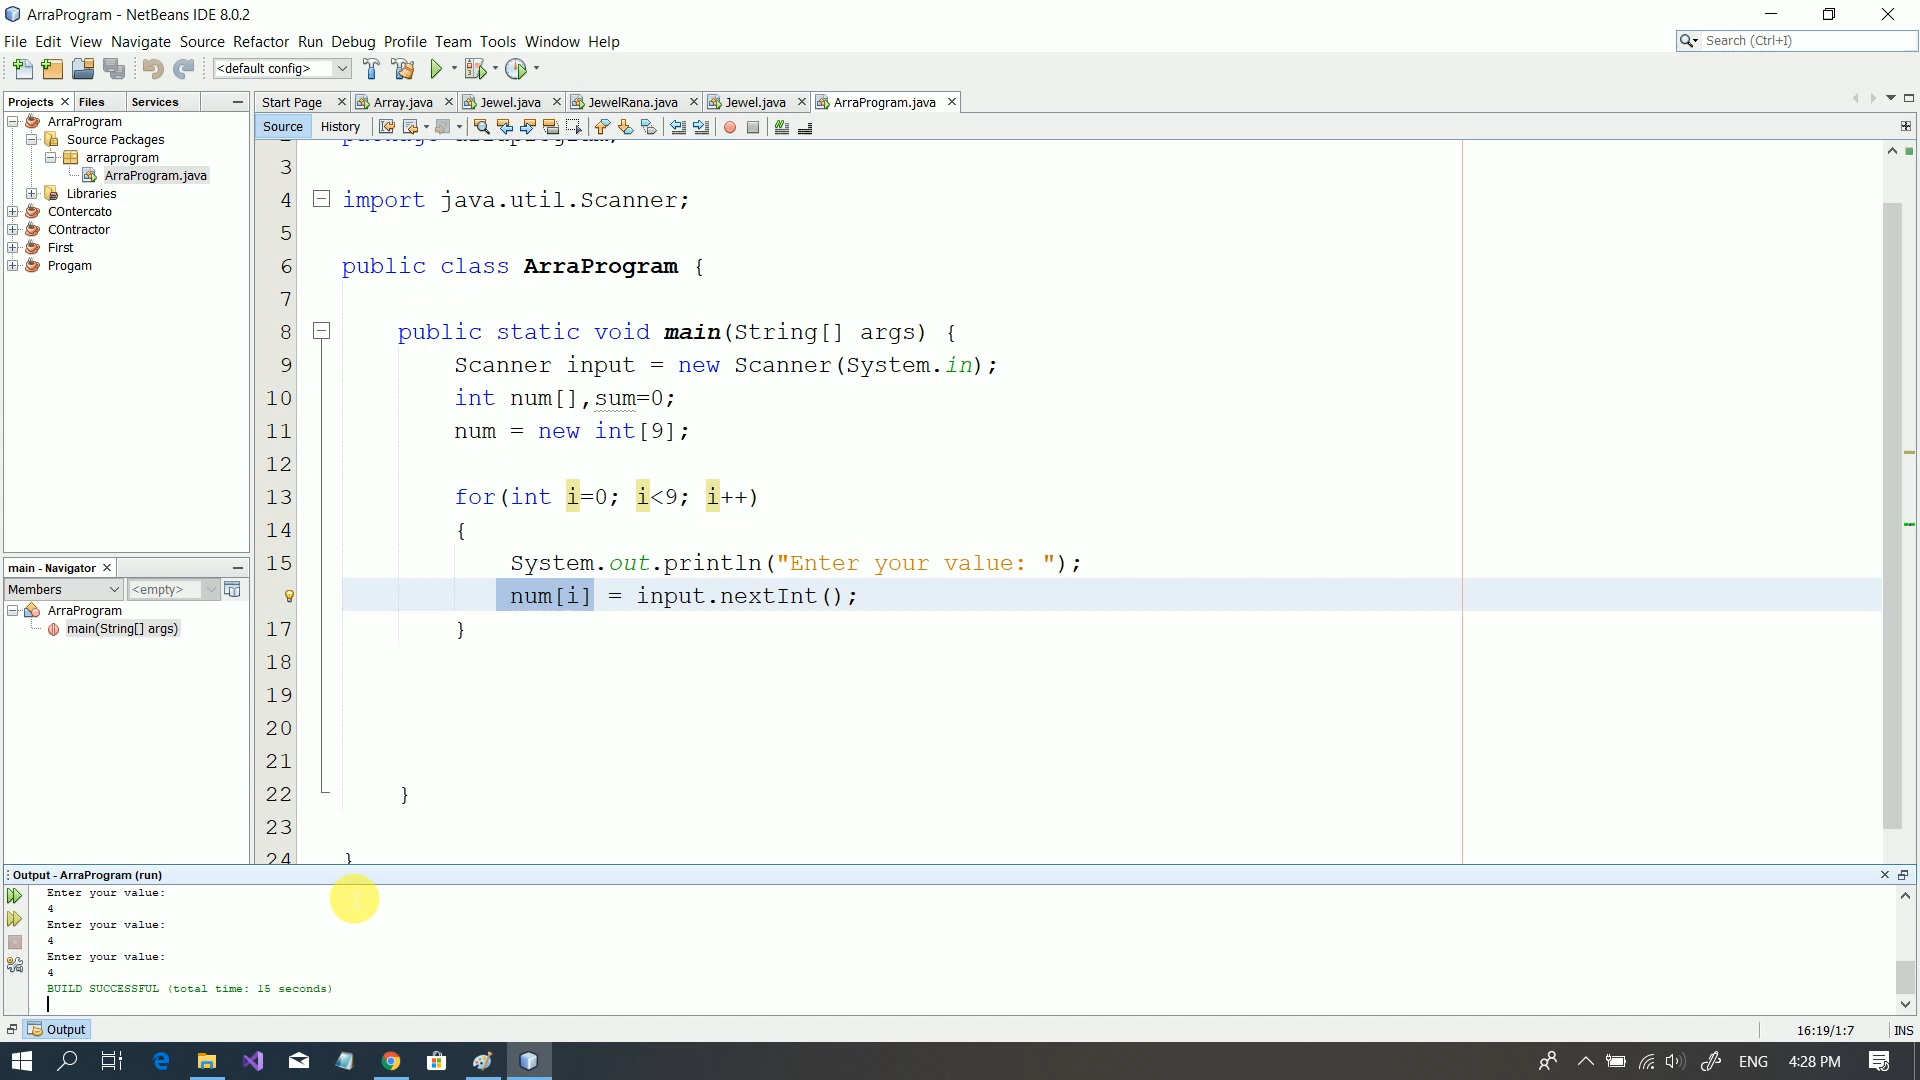 ArraProgram - NetBeans IDE 8.0.2
File Edit View Navigate Source Refactor Run Debug Profile Team Tools Window Help
Search (Ctrl+I)
<default config>
Projects Files Services
Start Page Array.java Jewel.java JewelRana.java Jewel.java ArraProgram.java
Source History
ArraProgram
Source Packages
arraprogram
ArraProgram.java
Libraries
COntercato
COntractor
First
Progam
3
4 import java.util.Scanner;
5
6 public class ArraProgram {
7
8 public static void main(String[] args) {
9 Scanner input = new Scanner(System.in);
10 int num[],sum=0;
11 num = new int[9];
12
13 for(int i=0; i<9; i++)
14 {
15 System.out.println("Enter your value: ");
num[i] = input.nextInt();
17 }
18
19
20
21
22 }
23
24 }
main - Navigator
Members <empty>
ArraProgram
main(String[] args)
Output - ArraProgram (run)
Enter your value:
4
Enter your value:
4
Enter your value:
4
BUILD SUCCESSFUL (total time: 15 seconds)
Output
16:19/1:7 INS
ENG 4:28 PM